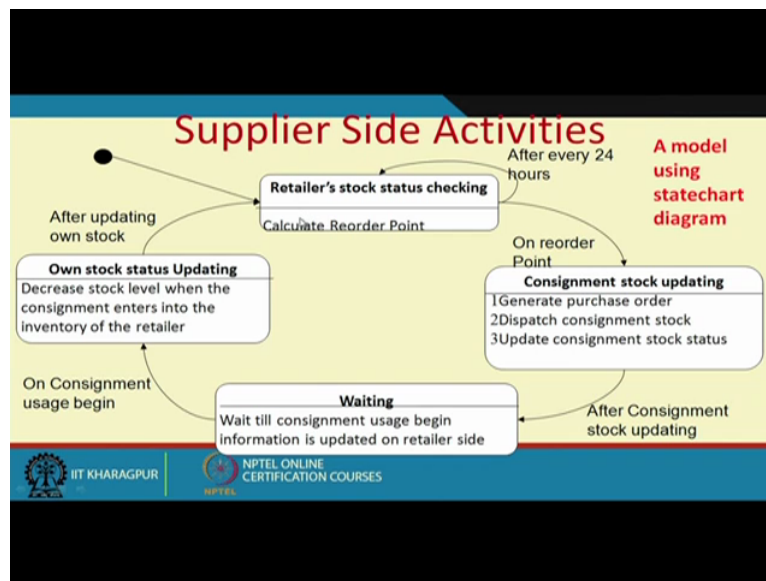 Supplier Side Activities
A model
using
statechart
diagram
After every 24
hours
Retailer's stock status checking
Calculate Reorder Point
After updating
own stock
On reorder
Point
Own stock status Updating
Decrease stock level when the
consignment enters into the
inventory of the retailer
Consignment stock updating
1Generate purchase order
2Dispatch consignment stock
3Update consignment stock status
On Consignment
usage begin
Waiting
Wait till consignment usage begin
information is updated on retailer side
After Consignment
stock updating
IIT KHARAGPUR
NPTEL
NPTEL ONLINE
CERTIFICATION COURSES